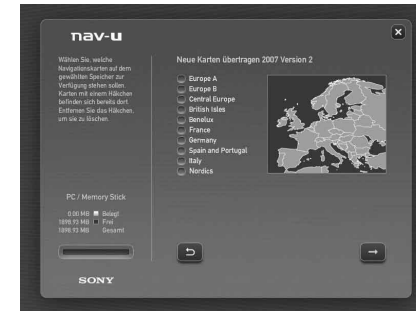 nav-u
Wählen Sie, welche
Navigationskarten auf dem
gewählten Speicher zur
Verfügung stehen sollen.
Karten mit einem Häkchen
befinden sich bereits dort.
Entfernen Sie das Häkchen,
um sie zu löschen.
Neue Karten übertragen 2007 Version 2
Europe A
Europe B
Central Europe
British Isles
Benelux
France
Germany
Spain and Portugal
Italy
Nordics
PC / Memory Stick
0.00 MB Belegt
1898.93 MB Frei
1898.93 MB Gesamt
SONY